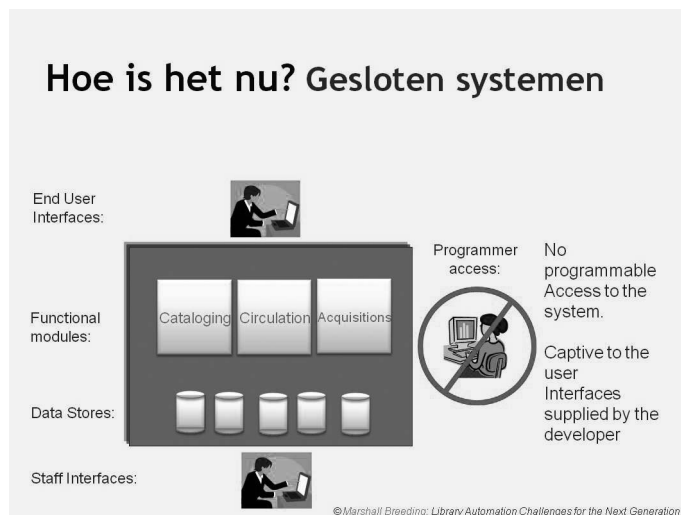 Hoe is het nu? Gesloten systemen
End User
Interfaces:
Functional
modules:
Cataloging
Circulation
Acquisitions
Data Stores:
Staff Interfaces:
Programmer
access:
No
programmable
Access to the
system.
Captive to the
user
Interfaces
supplied by the
developer
©Marshall Breeding: Library Automation Challenges for the Next Generation